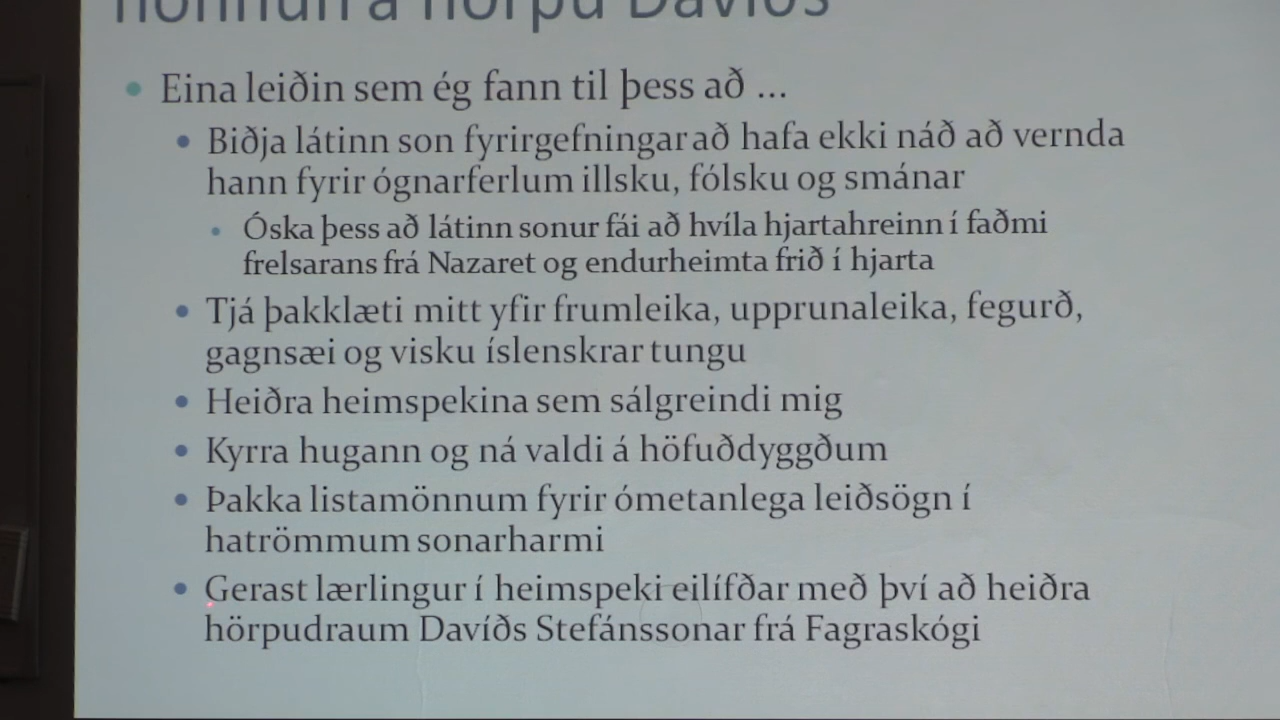 hönnun á hörpu Davíðs
Eina leiðin sem ég fann til þess að ...
Biðja látinn son fyrirgefningar að hafa ekki náð að vernda
hann fyrir ógnarferlum illsku, fólsku og smánar
Óska þess að látinn sonur fái að hvíla hjartahreinn í faðmi
frelsarans frá Nazaret og endurheimta frið í hjarta
Tjá þakklæti mitt yfir frumleika, upprunaleika, fegurð,
gagnsæi og visku íslenskrar tungu
Heiðra heimspekina sem sálgreindi mig
Kyrra hugann og ná valdi á höfuðdyggðum
Þakka listamönnum fyrir ómetanlega leiðsögn í
hatrömmum sonarharmi
Gerast lærlingur í heimspeki eilífðar með því að heiðra
hörpudraum Davíðs Stefánssonar frá Fagraskógi